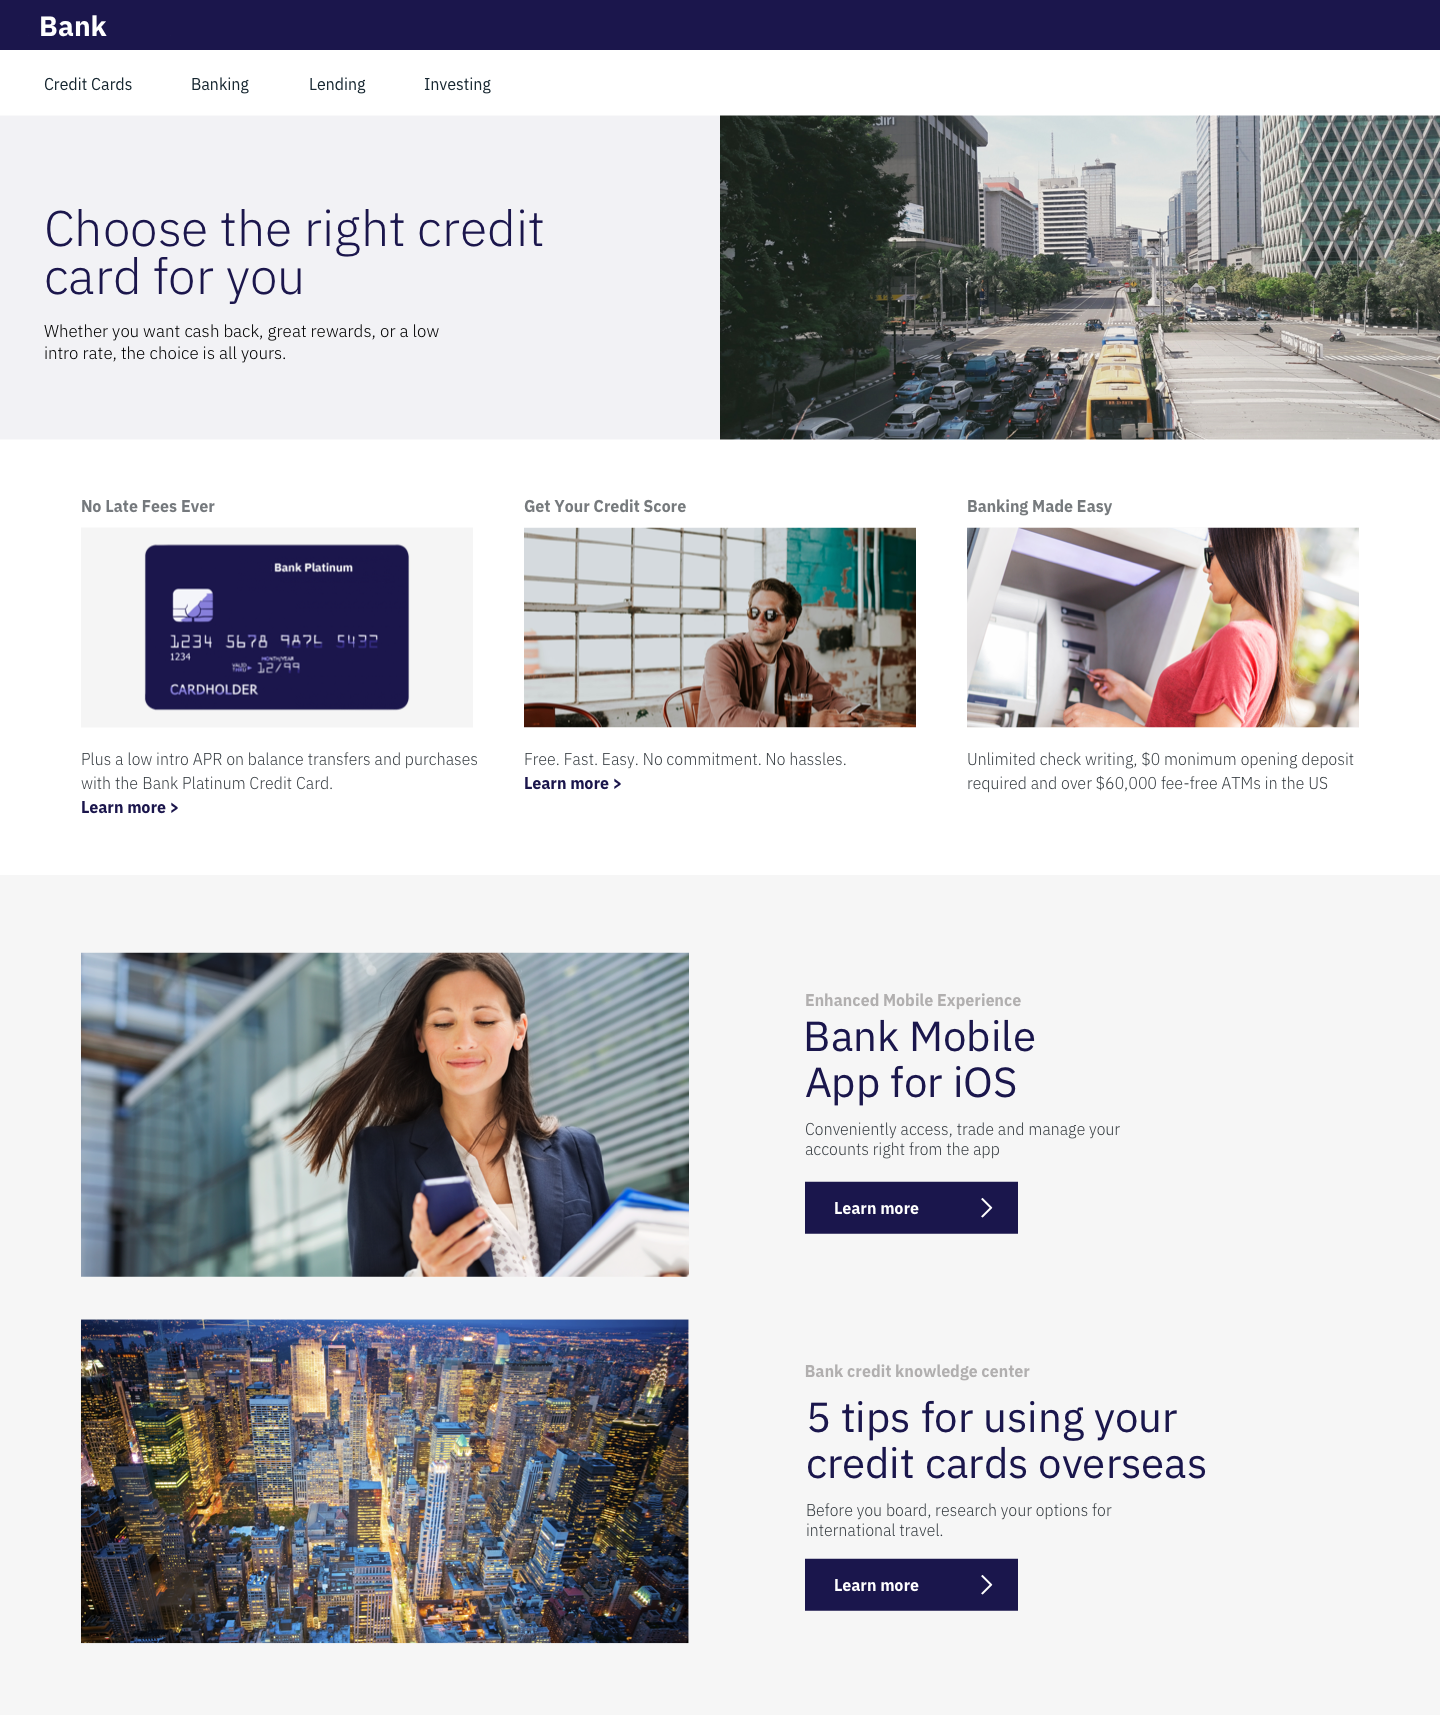 Bank
Credit Cards
Banking
Lending
Investing
Choose the right credit
card for you
Whether you want cash back, great rewards, or a low
intro rate, the choice is all yours.
No Late Fees Ever
Bank Platinum
1234 5678 9876 5432
1234
12/99
CARDHOLDER
Plus a low intro APR on balance transfers and purchases
with the Bank Platinum Credit Card.
Learn more >
Get Your Credit Score
Free. Fast. Easy. No commitment. No hassles.
Learn more >
Banking Made Easy
Unlimited check writing, $0 monimum opening deposit
required and over $60,000 fee-free ATMs in the US
Enhanced Mobile Experience
Bank Mobile
App for iOS
Conveniently access, trade and manage your
accounts right from the app
Learn more
Bank credit knowledge center
5 tips for using your
credit cards overseas
Before you board, research your options for
international travel.
Learn more